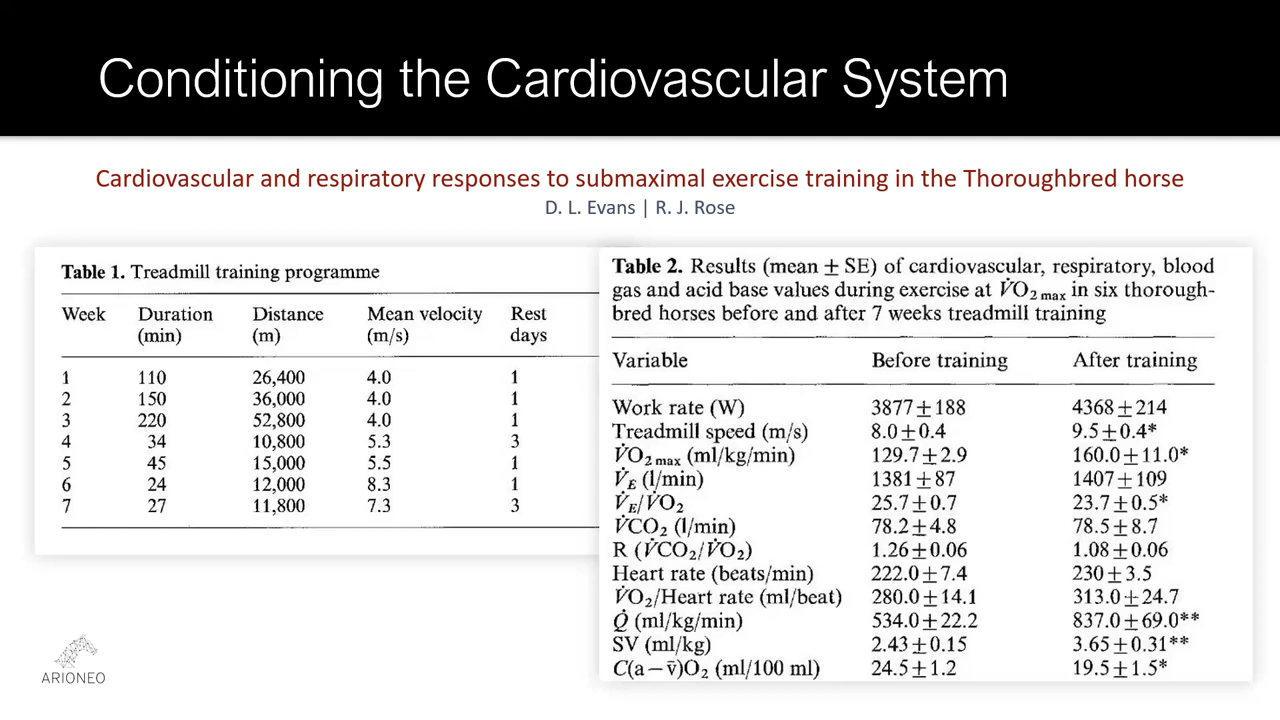 Conditioning the Cardiovascular System
Cardiovascular and respiratory responses to submaximal exercise training in the Thoroughbred horse
D. L. Evans | R. J. Rose
Table 1. Treadmill training programme
Week Duration (min) Distance (m) Mean velocity (m/s) Rest days
1 110 26,400 4.0 1
2 150 36,000 4.0 1
3 220 52,800 4.0 1
4 34 10,800 5.3 3
5 45 15,000 5.5 1
6 24 12,000 8.3 1
7 27 11,800 7.3 3
Table 2. Results (mean ± SE) of cardiovascular, respiratory, blood
gas and acid base values during exercise at V̇O2 max in six thorough-
bred horses before and after 7 weeks treadmill training
Variable Before training After training
Work rate (W) 3877±188 4368±214
Treadmill speed (m/s) 8.0±0.4 9.5±0.4*
V̇O2 max (ml/kg/min) 129.7±2.9 160.0±11.0*
V̇E (l/min) 1381±87 1407±109
V̇E/V̇O2 25.7±0.7 23.7±0.5*
V̇CO2 (l/min) 78.2±4.8 78.5±8.7
R (V̇CO2/V̇O2) 1.26±0.06 1.08±0.06
Heart rate (beats/min) 222.0±7.4 230±3.5
V̇O2/Heart rate (ml/beat) 280.0±14.1 313.0±24.7
Q̇ (ml/kg/min) 534.0±22.2 837.0±69.0**
SV (ml/kg) 2.43±0.15 3.65±0.31**
C(a−v̄)O2 (ml/100 ml) 24.5±1.2 19.5±1.5*
ARIONEO